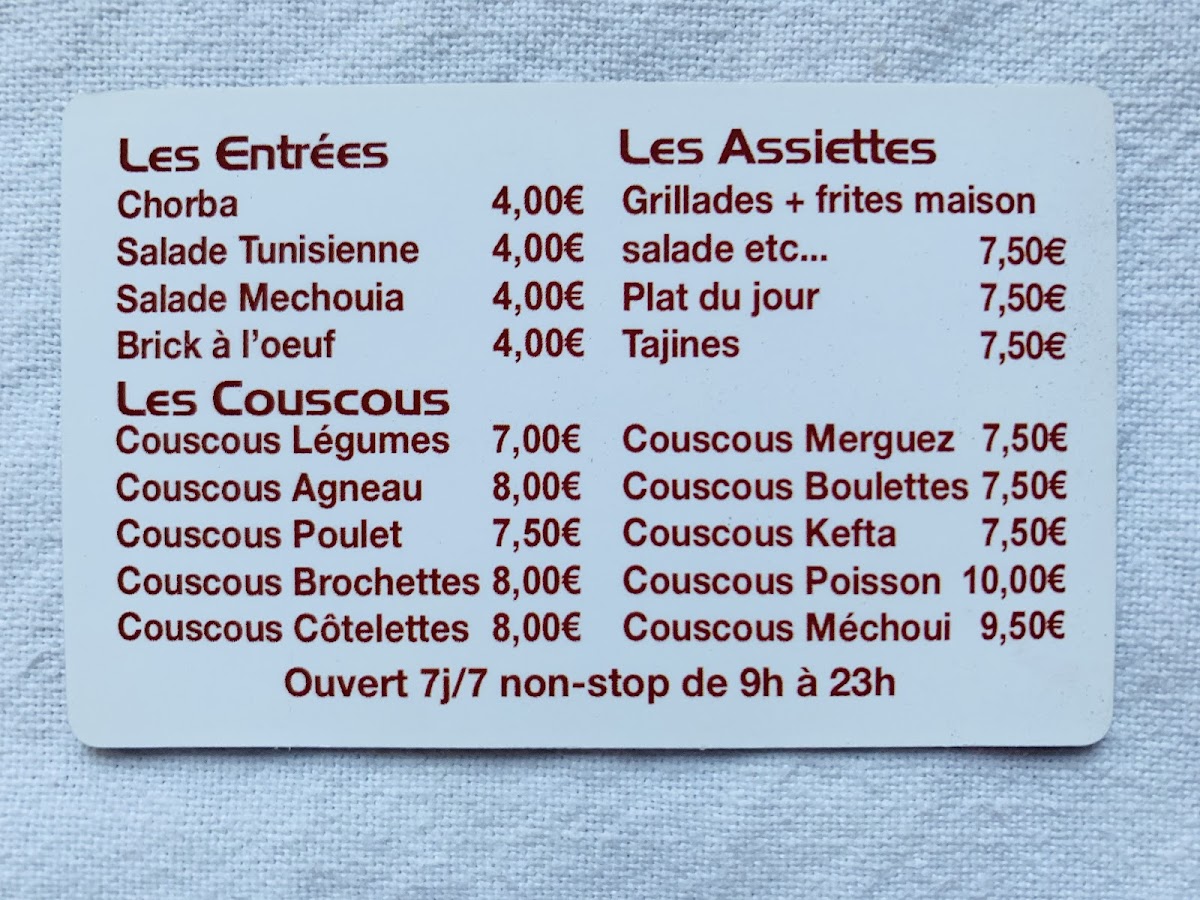 Les Entrées
Chorba 4,00€
Salade Tunisienne 4,00€
Salade Mechouia 4,00€
Brick à l'oeuf 4,00€
Les Assiettes
Grillades + frites maison
salade etc... 7,50€
Plat du jour 7,50€
Tajines 7,50€
Les Couscous
Couscous Légumes 7,00€
Couscous Agneau 8,00€
Couscous Poulet 7,50€
Couscous Brochettes 8,00€
Couscous Côtelettes 8,00€
Couscous Merguez 7,50€
Couscous Boulettes 7,50€
Couscous Kefta 7,50€
Couscous Poisson 10,00€
Couscous Méchoui 9,50€
Ouvert 7j/7 non-stop de 9h à 23h